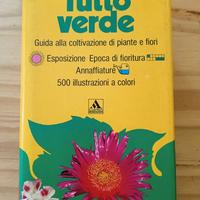 Tutto
verde
Guida alla coltivazione di piante e fiori
Esposizione Epoca di fioritura
Annaffiature
500 illustrazioni a colori